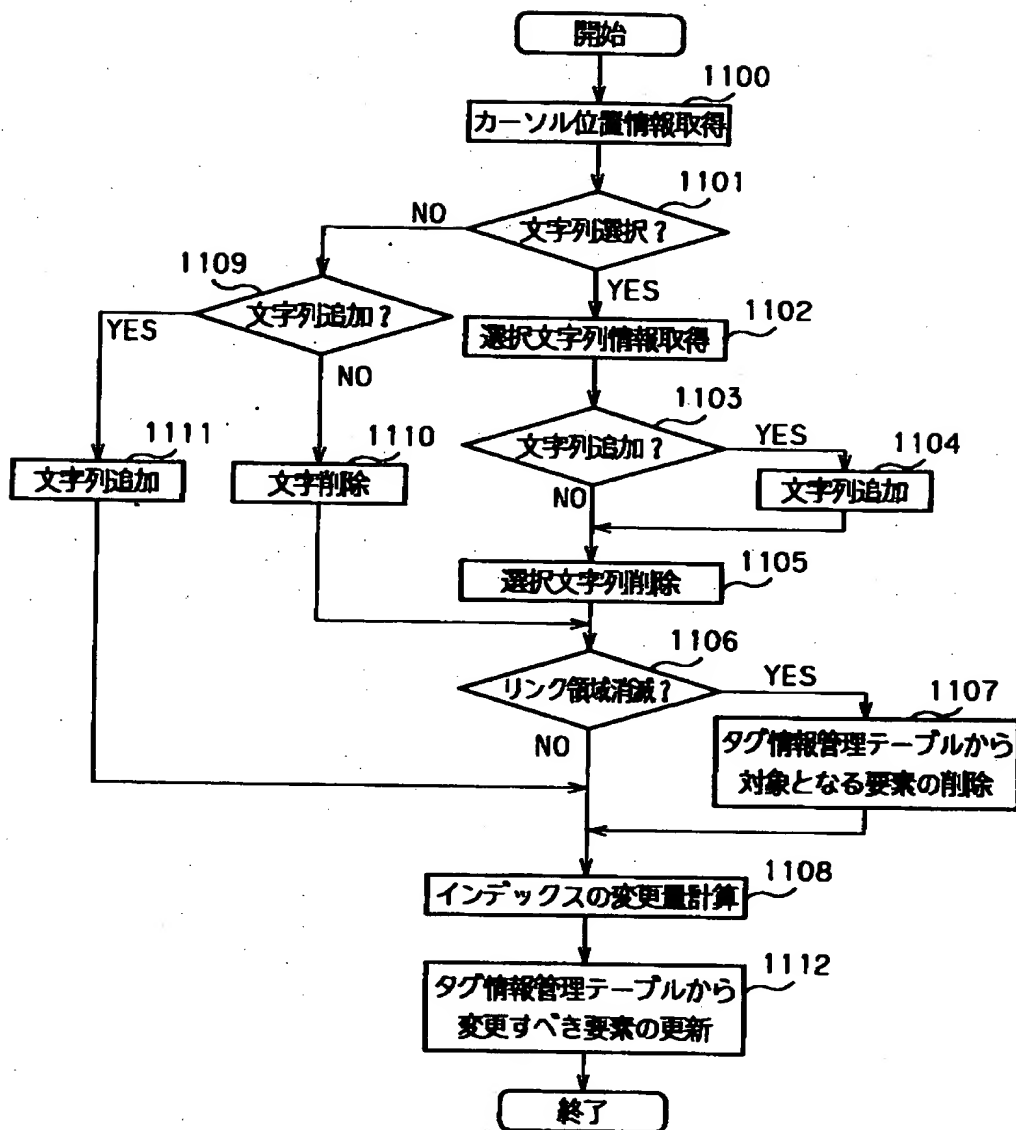 開始
1100
カーソル位置情報取得
1101
文字列選択?
NO
YES
1109
文字列追加?
YES
NO
1102
選択文字列情報取得
1103
文字列追加?
YES
NO
1104
文字列追加
1111
文字列追加
1110
文字削除
1105
選択文字列削除
1106
リンク領域消滅?
YES
NO
1107
タグ情報管理テーブルから
対象となる要素の削除
1108
インデックスの変更量計算
1112
タグ情報管理テーブルから
変更すべき要素の更新
終了